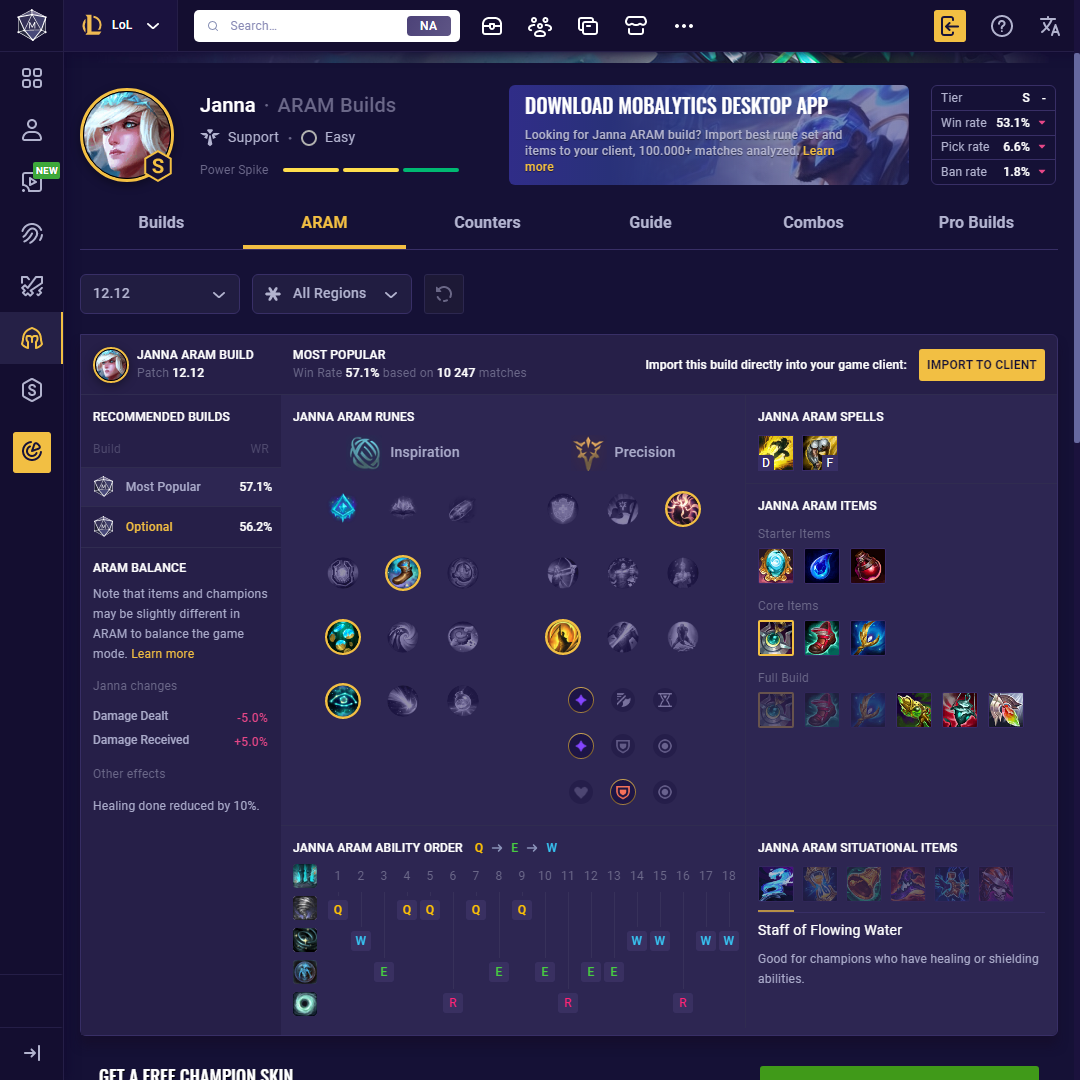 LoL
Search...
NA
NEW
Janna · ARAM Builds
Support · Easy
Power Spike
S
DOWNLOAD MOBALYTICS DESKTOP APP
Looking for Janna ARAM build? Import best rune set and
items to your client, 100.000+ matches analyzed. Learn
more
Tier S -
Win rate 53.1%
Pick rate 6.6%
Ban rate 1.8%
Builds
ARAM
Counters
Guide
Combos
Pro Builds
12.12
All Regions
JANNA ARAM BUILD
Patch 12.12
MOST POPULAR
Win Rate 57.1% based on 10 247 matches
Import this build directly into your game client:
IMPORT TO CLIENT
RECOMMENDED BUILDS
Build WR
Most Popular 57.1%
Optional 56.2%
ARAM BALANCE
Note that items and champions
may be slightly different in
ARAM to balance the game
mode. Learn more
Janna changes
Damage Dealt -5.0%
Damage Received +5.0%
Other effects
Healing done reduced by 10%.
JANNA ARAM RUNES
Inspiration
Precision
JANNA ARAM SPELLS
D F
JANNA ARAM ITEMS
Starter Items
Core Items
Full Build
JANNA ARAM ABILITY ORDER Q → E → W
1 2 3 4 5 6 7 8 9 10 11 12 13 14 15 16 17 18
Q Q Q Q Q
W W W W W
E E E E E
R R R
JANNA ARAM SITUATIONAL ITEMS
Staff of Flowing Water
Good for champions who have healing or shielding
abilities.
GET A FREE CHAMPION SKIN